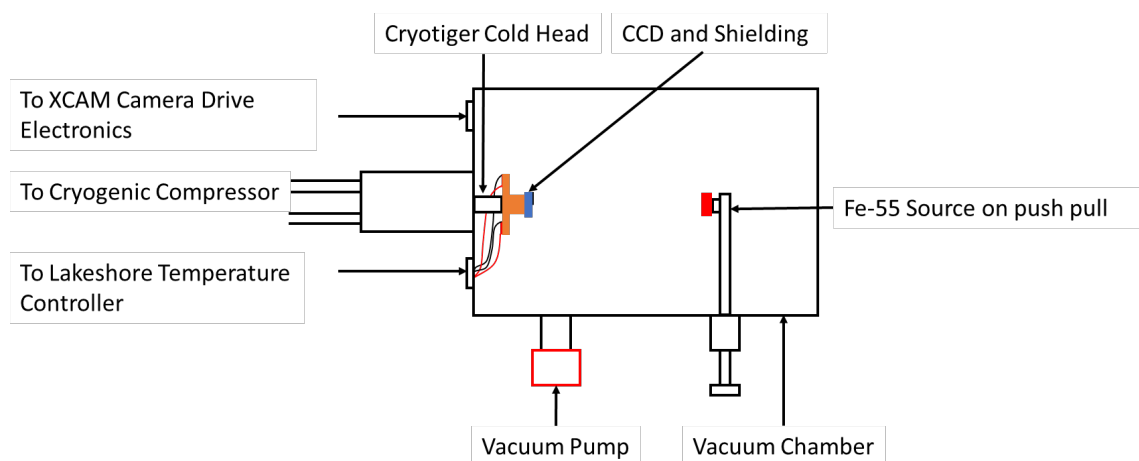 Cryotiger Cold Head
CCD and Shielding
To XCAM Camera Drive
Electronics
To Cryogenic Compressor
Fe-55 Source on push pull
To Lakeshore Temperature
Controller
Vacuum Pump
Vacuum Chamber